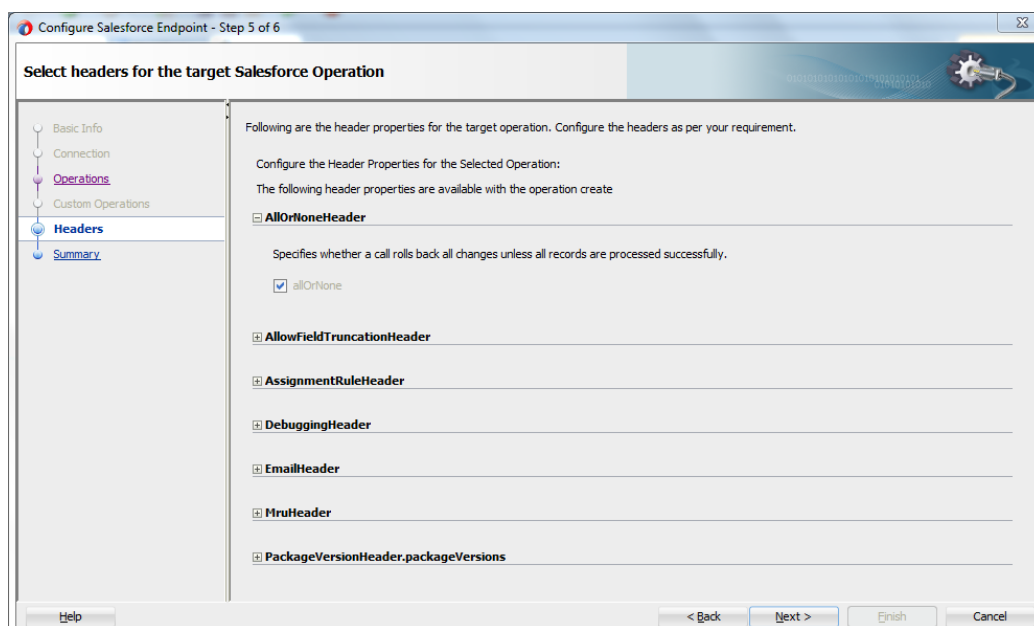 Configure Salesforce Endpoint - Step 5 of 6
Select headers for the target Salesforce Operation
Basic Info
Connection
Operations
Custom Operations
Headers
Summary
Following are the header properties for the target operation. Configure the headers as per your requirement.
Configure the Header Properties for the Selected Operation:
The following header properties are available with the operation create
AllOrNoneHeader
Specifies whether a call rolls back all changes unless all records are processed successfully.
allOrNone
AllowFieldTruncationHeader
AssignmentRuleHeader
DebuggingHeader
EmailHeader
MruHeader
PackageVersionHeader.packageVersions
Help
< Back
Next >
Finish
Cancel